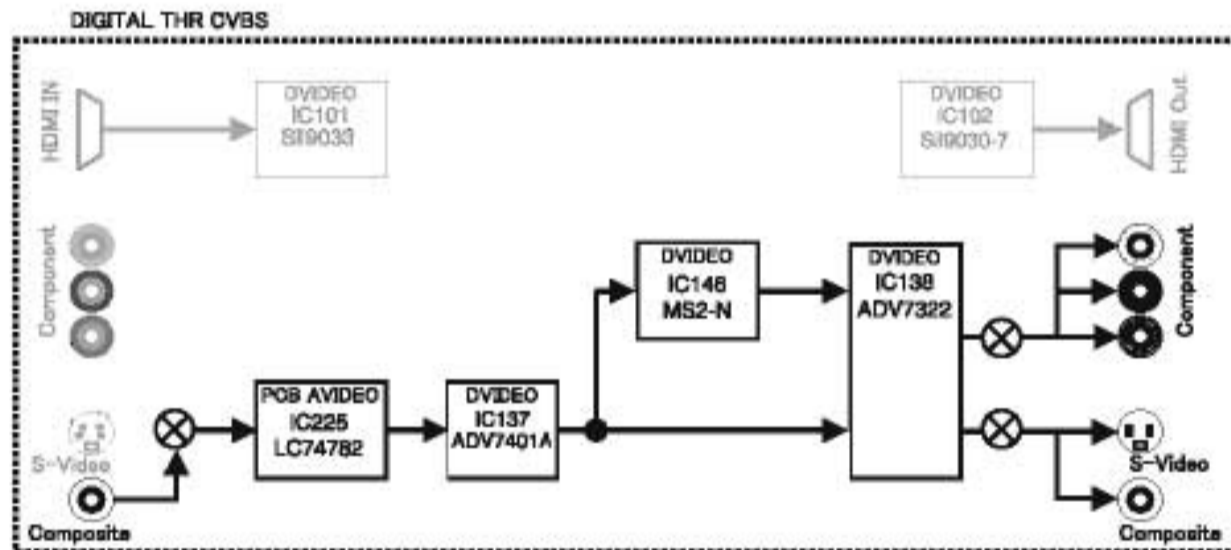 DIGITAL THR CVBS
HDMI IN
DVIDEO
IC101
SII9033
DVIDEO
IC102
SII9030-7
HDMI Out
Component
DVIDEO
IC146
MS2-N
DVIDEO
IC138
ADV7322
Component
PCB AVIDEO
IC225
LC74782
DVIDEO
IC137
ADV7401A
S-Video
Composite
S-Video
Composite